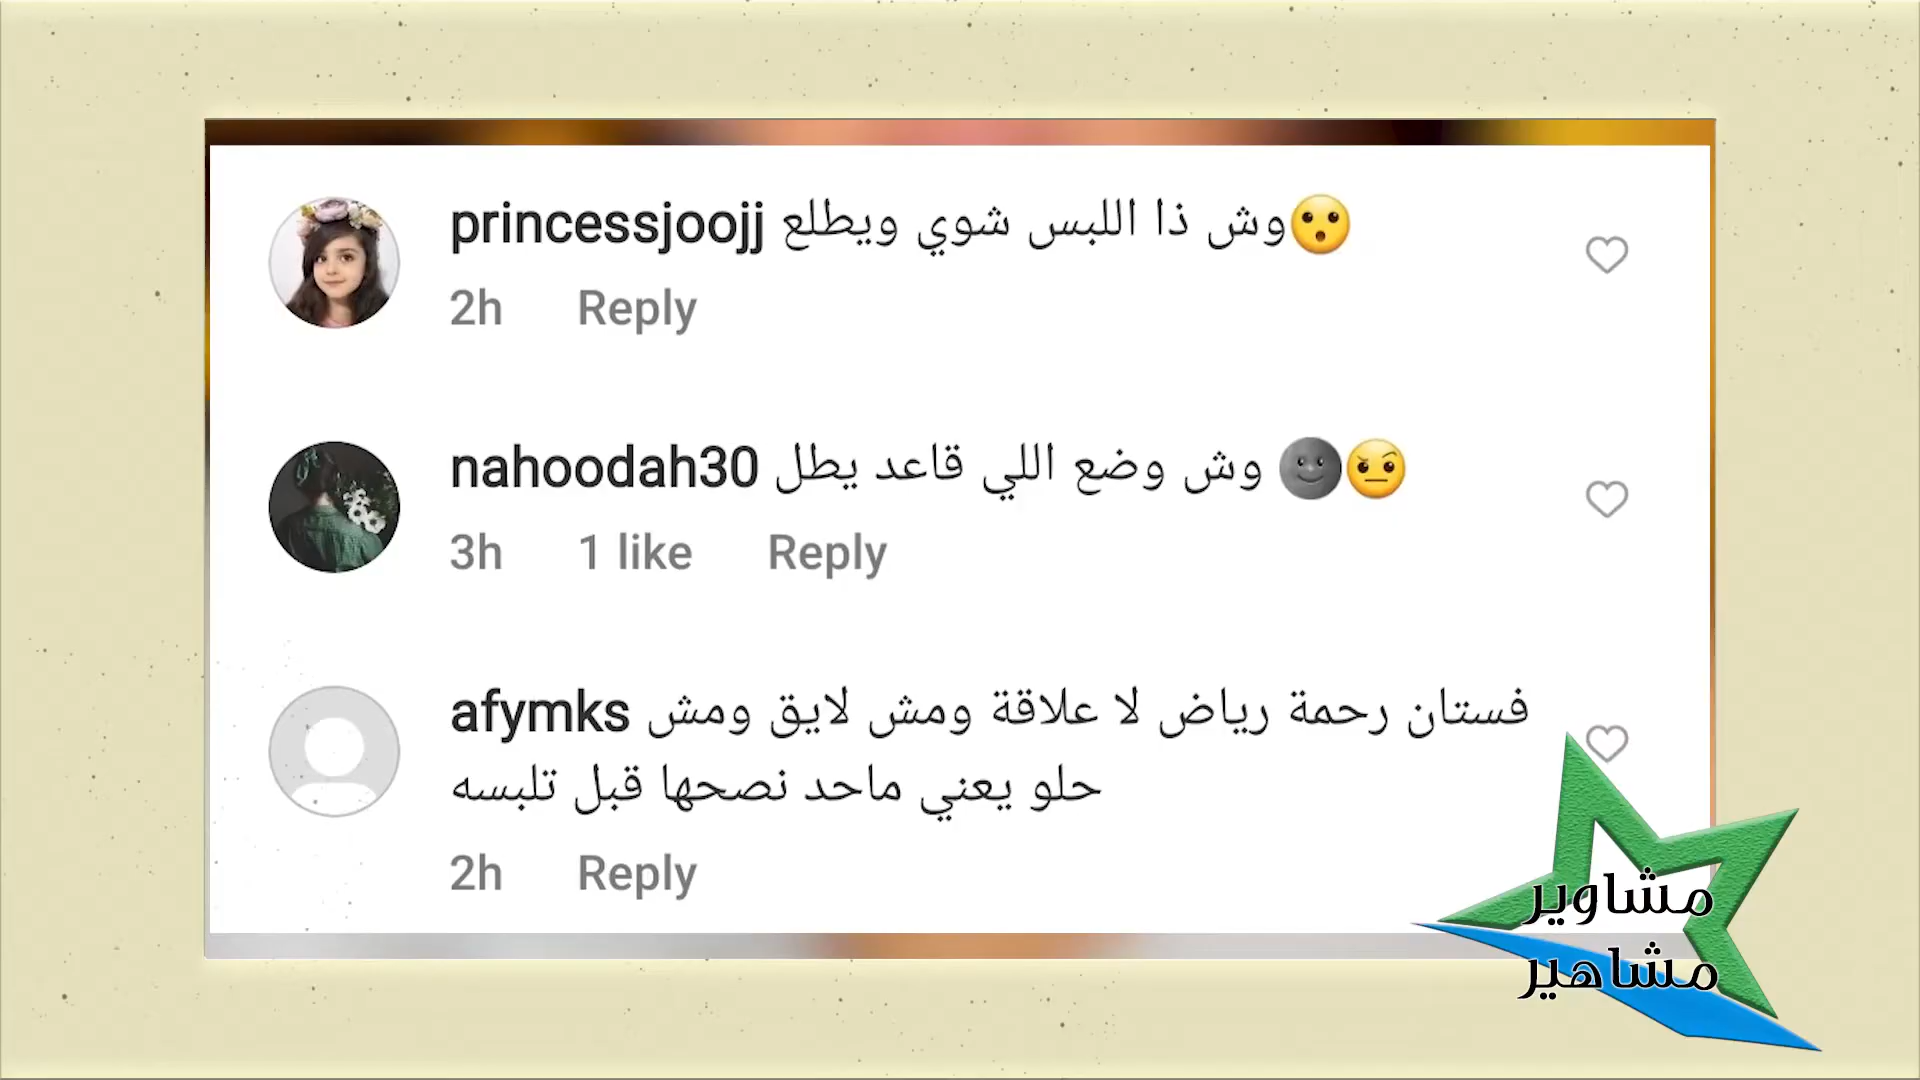 princessjoojj وش ذا اللبس شوي ويطلع😮
2h Reply
nahoodah30 وش وضع اللي قاعد يطل 🌚🤨
3h 1 like Reply
afymks فستان رحمة رياض لا علاقة ومش لايق ومش
حلو يعني ماحد نصحها قبل تلبسه
2h Reply
مشاوير
مشاهير